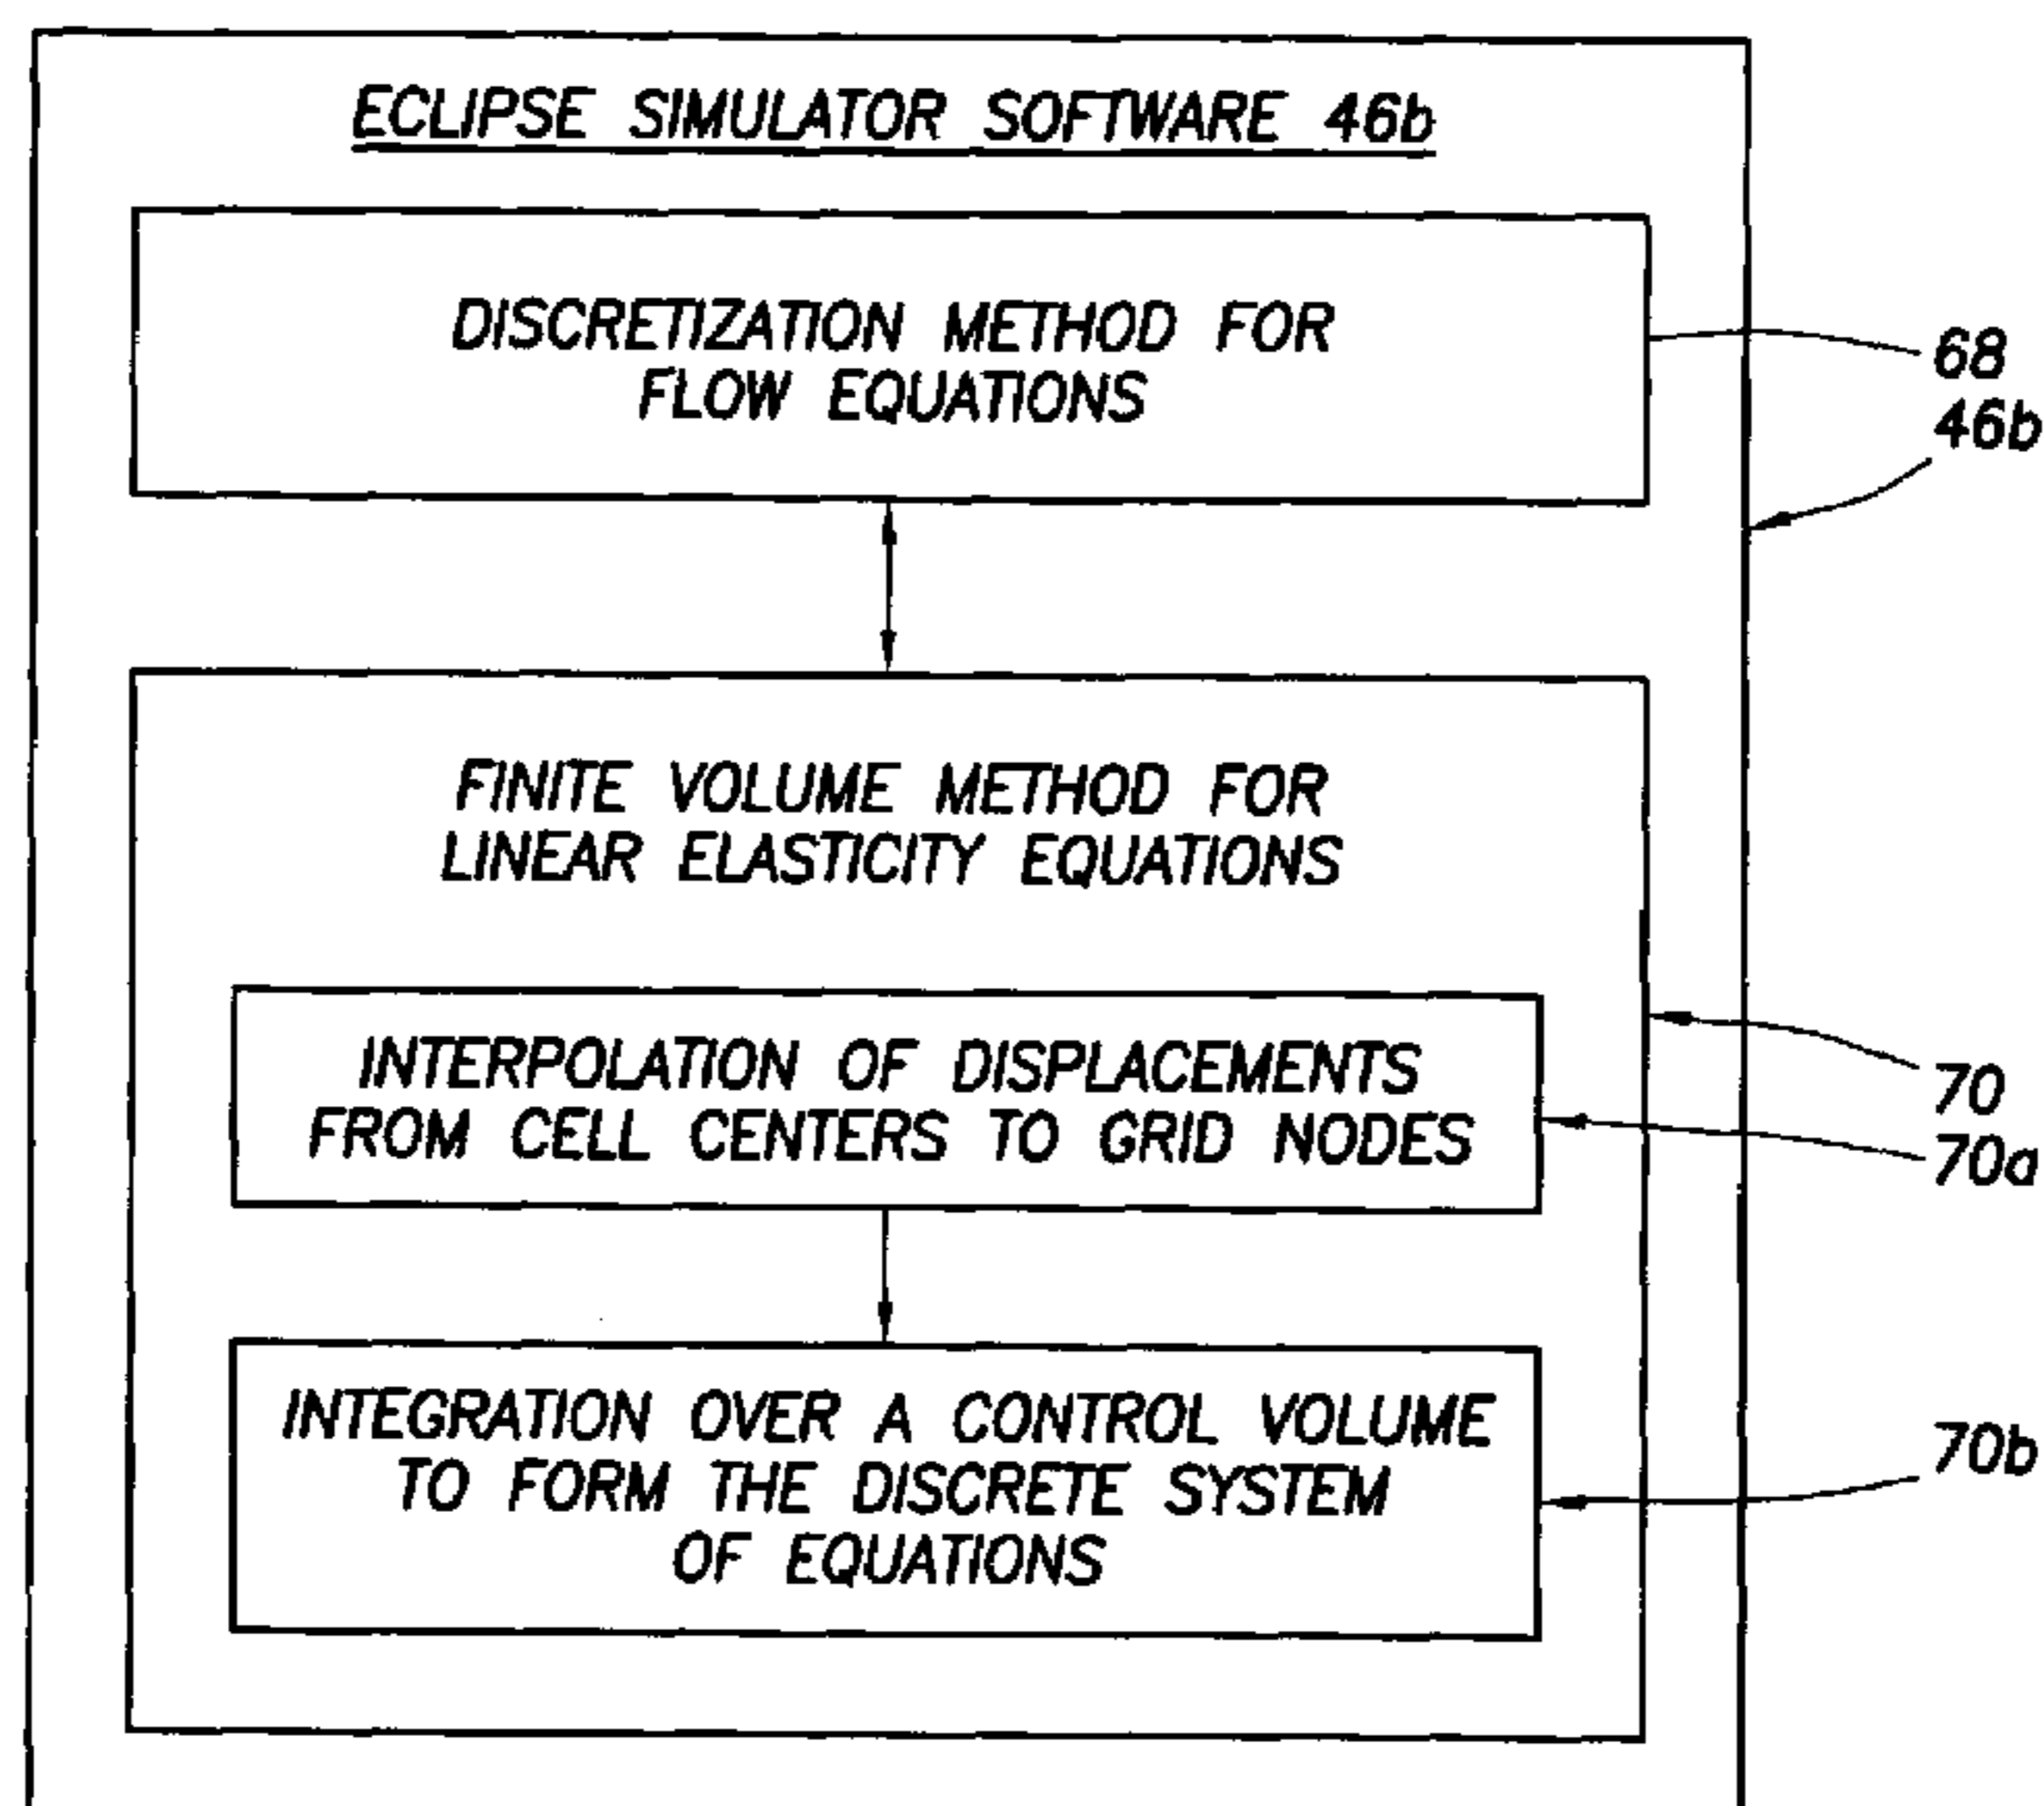 ECLIPSE SIMULATOR SOFTWARE 46b
DISCRETIZATION METHOD FOR
FLOW EQUATIONS
68
46b
FINITE VOLUME METHOD FOR
LINEAR ELASTICITY EQUATIONS
INTERPOLATION OF DISPLACEMENTS
FROM CELL CENTERS TO GRID NODES
70
70a
INTEGRATION OVER A CONTROL VOLUME
TO FORM THE DISCRETE SYSTEM
OF EQUATIONS
70b